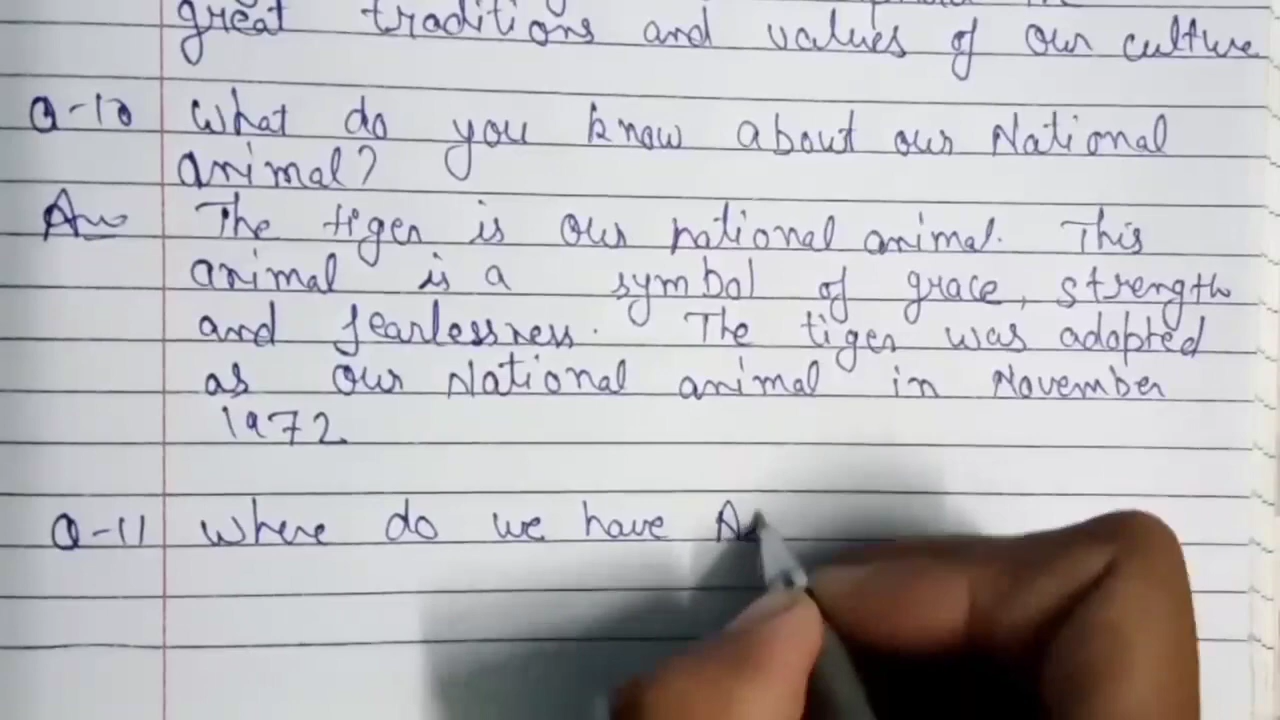 great traditions and values of our culture
Q-10 What do you know about our National
animal?
Ans The tiger is our national animal. This
animal is a symbol of grace, strength
and fearlessness. The tiger was adopted
as our National animal in November
1972
Q-11 Where do we have